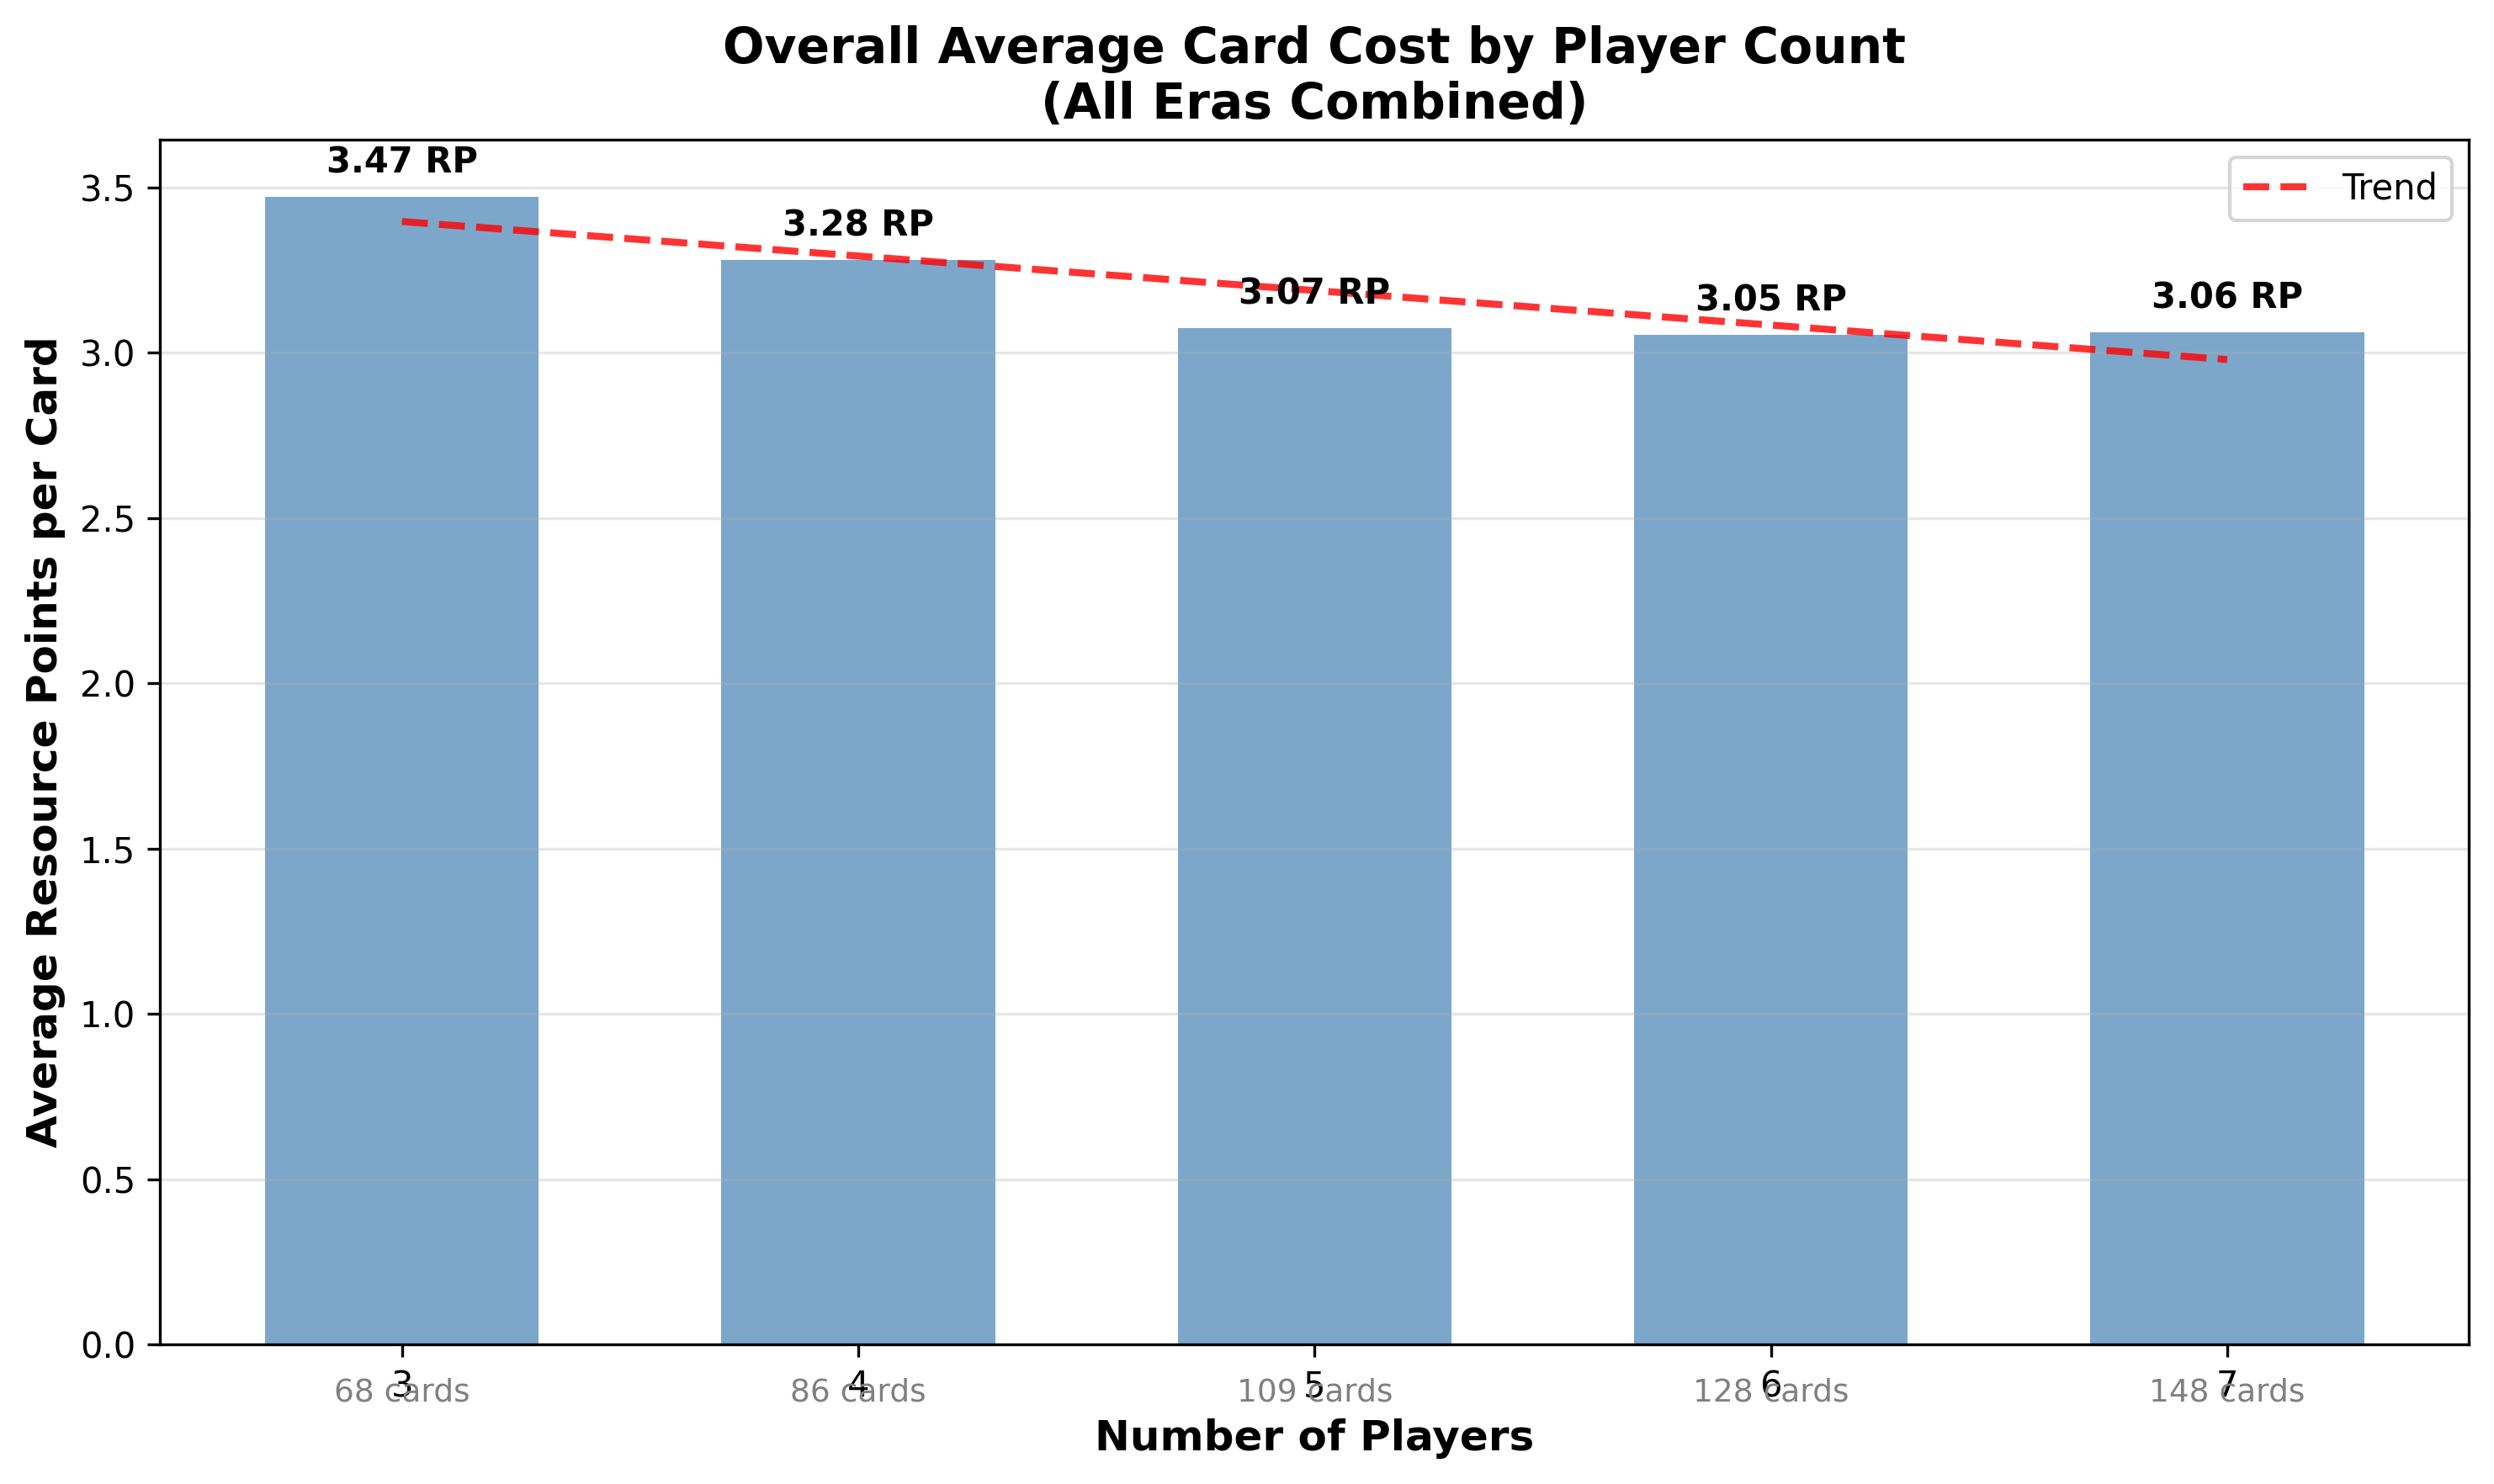 Overall Average Card Cost by Player Count
(All Eras Combined)
Trend
3.47 RP
3.28 RP
3.07 RP
3.05 RP
3.06 RP
Average Resource Points per Card
3.5
3.0
2.5
2.0
1.5
1.0
0.5
0.0
3
4
5
6
7
68 cards
86 cards
109 cards
128 cards
148 cards
Number of Players